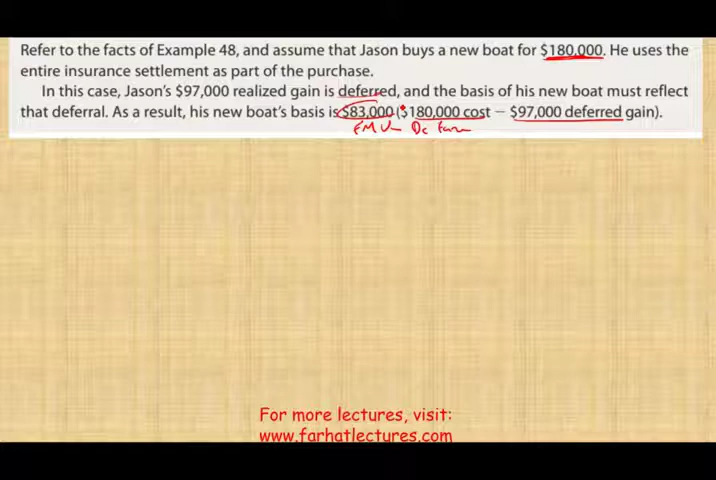 Refer to the facts of Example 48, and assume that Jason buys a new boat for $180,000. He uses the
entire insurance settlement as part of the purchase.
In this case, Jason's $97,000 realized gain is deferred, and the basis of his new boat must reflect
that deferral. As a result, his new boat's basis is $83,000 ($180,000 cost – $97,000 deferred gain).
FMV
For more lectures, visit:
www.farhatlectures.com